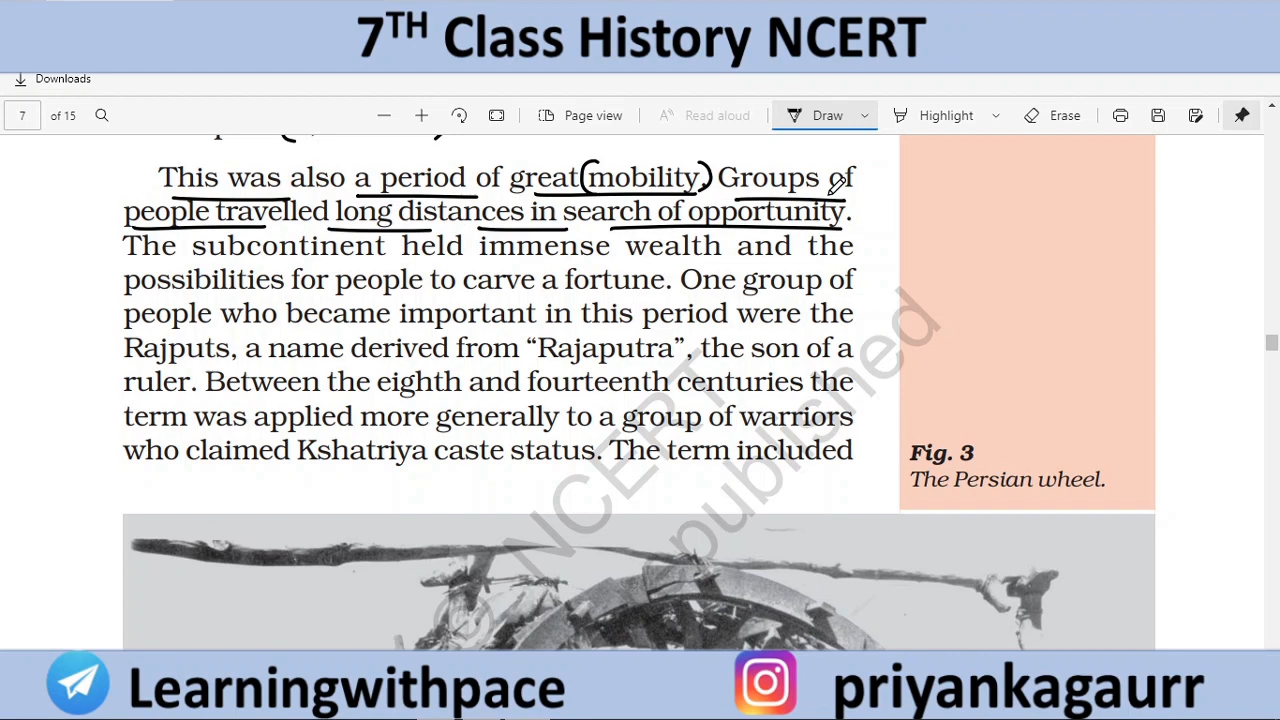 7TH Class History NCERT
Downloads
7 of 15 Page view Read aloud Draw Highlight Erase
This was also a period of great mobility. Groups of
people travelled long distances in search of opportunity.
The subcontinent held immense wealth and the
possibilities for people to carve a fortune. One group of
people who became important in this period were the
Rajputs, a name derived from “Rajaputra”, the son of a
ruler. Between the eighth and fourteenth centuries the
term was applied more generally to a group of warriors
who claimed Kshatriya caste status. The term included
Fig. 3
The Persian wheel.
© NCERT
published
Learningwithpace priyankagaurr